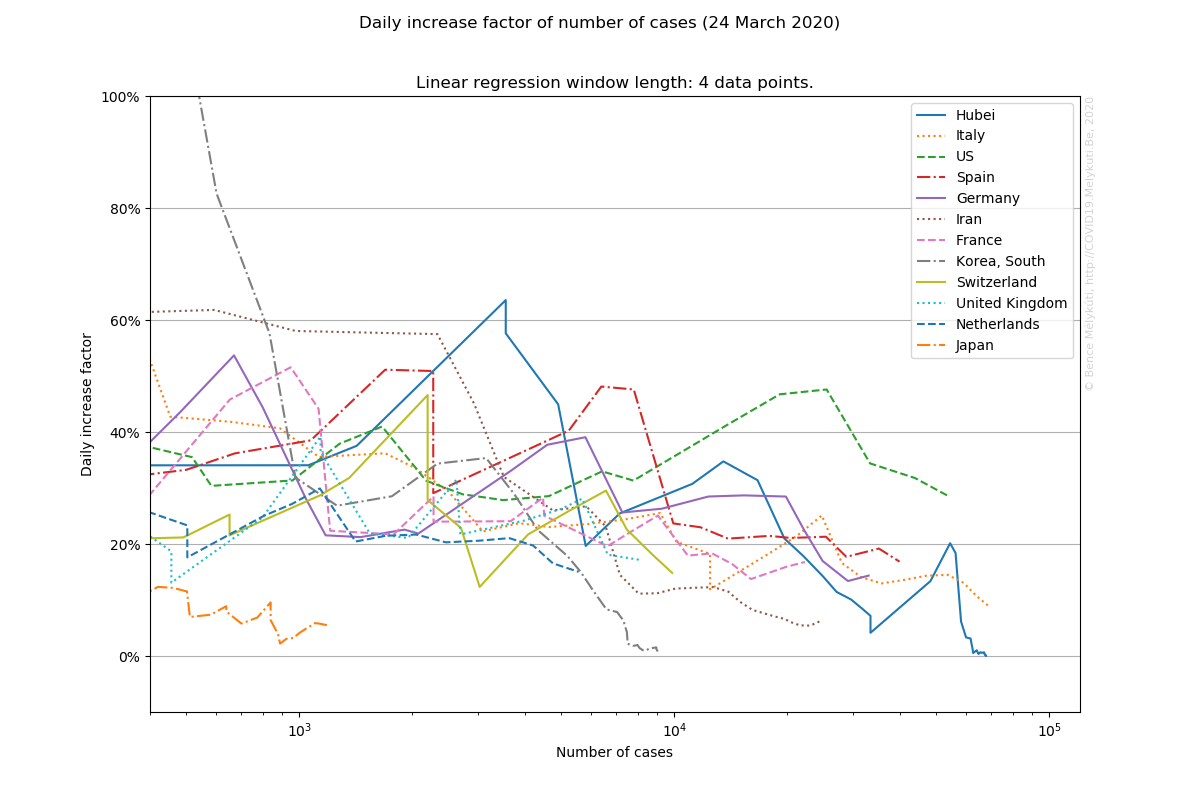 Daily increase factor of number of cases (24 March 2020)
Linear regression window length: 4 data points.
100%
80%
60%
40%
20%
0%
Daily increase factor
10³
10⁴
10⁵
Number of cases
Hubei
Italy
US
Spain
Germany
Iran
France
Korea, South
Switzerland
United Kingdom
Netherlands
Japan
© Bence Mélykúti, http://COVID19.Melykuti.Be, 2020